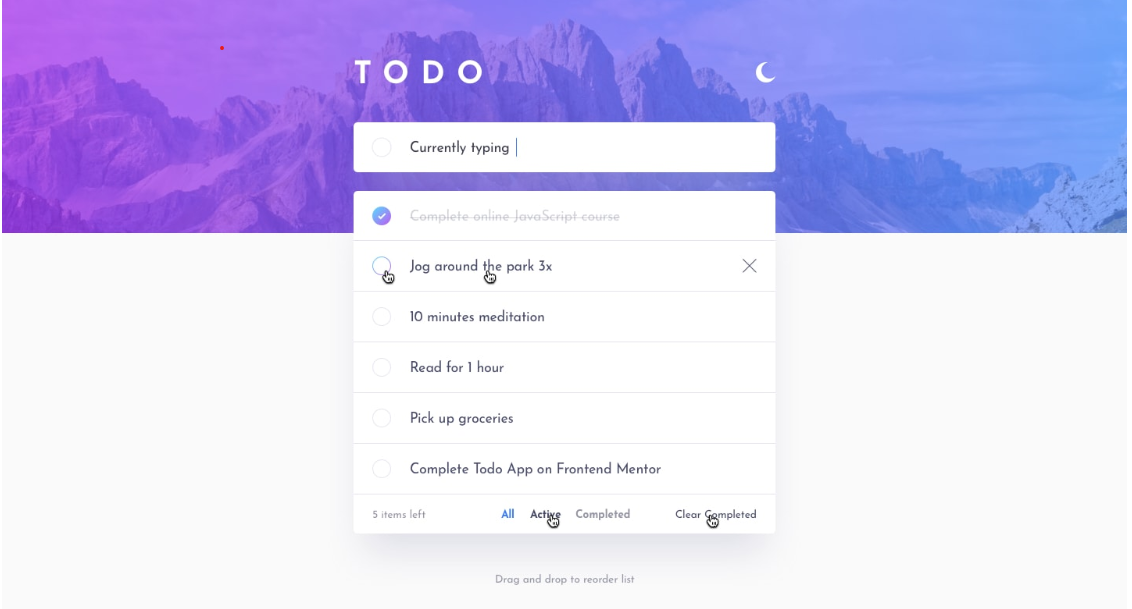 TODO
Currently typing
Complete online JavaScript course
Jog around the park 3x
10 minutes meditation
Read for 1 hour
Pick up groceries
Complete Todo App on Frontend Mentor
5 items left All Active Completed Clear Completed
Drag and drop to reorder list